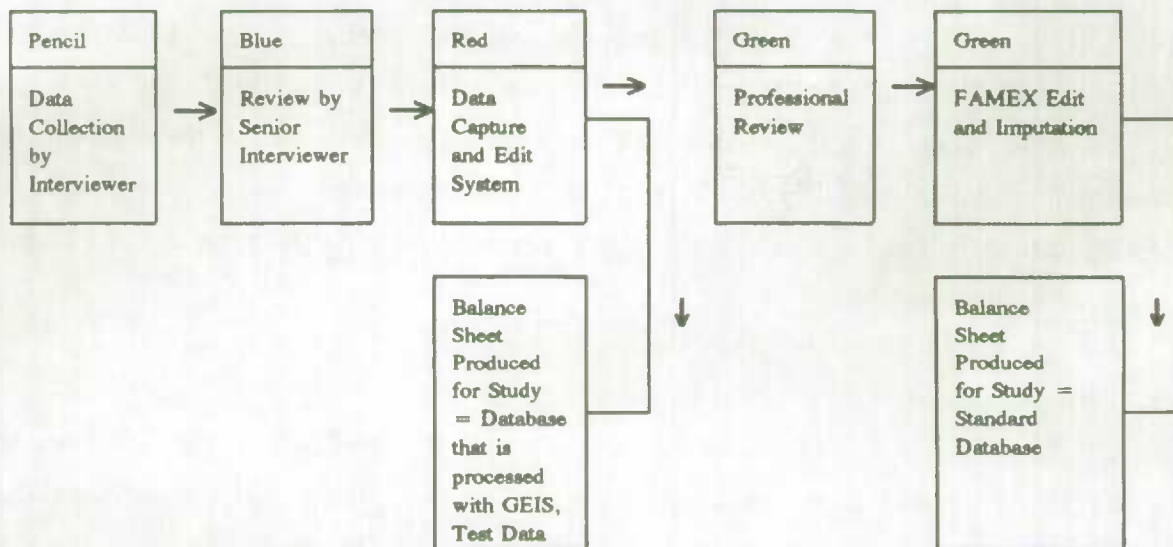 Pencil
Data
Collection
by
Interviewer
Blue
Review by
Senior
Interviewer
Red
Data
Capture
and Edit
System
Green
Professional
Review
Green
FAMEX Edit
and Imputation
Balance
Sheet
Produced
for Study
= Database
that is
processed
with GEIS,
Test Data
Balance
Sheet
Produced
for Study =
Standard
Database